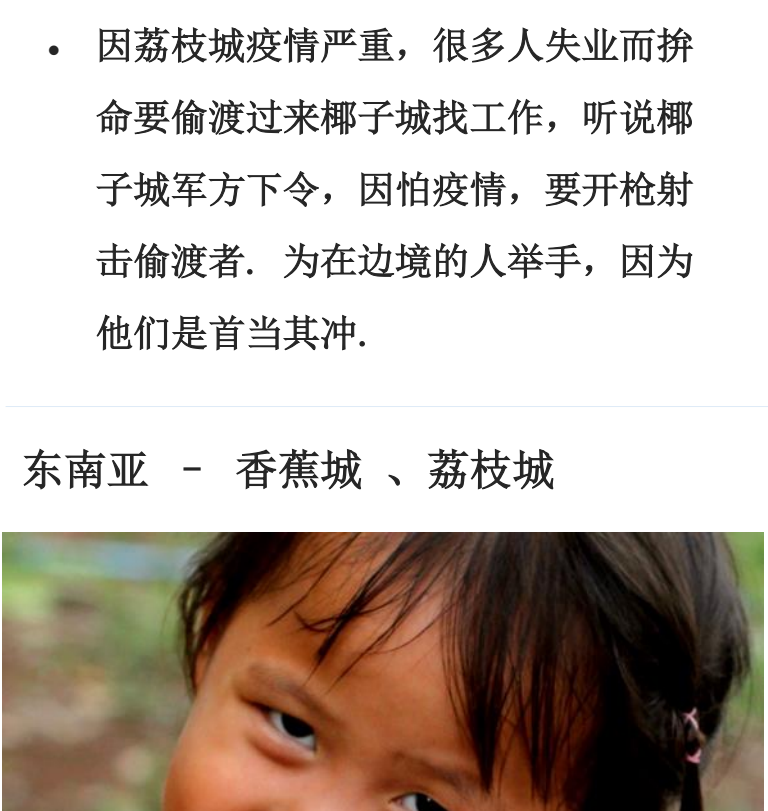 • 因荔枝城疫情严重，很多人失业而拚
命要偷渡过来椰子城找工作，听说椰
子城军方下令，因怕疫情，要开枪射
击偷渡者. 为在边境的人举手，因为
他们是首当其冲.
东南亚 - 香蕉城 、荔枝城